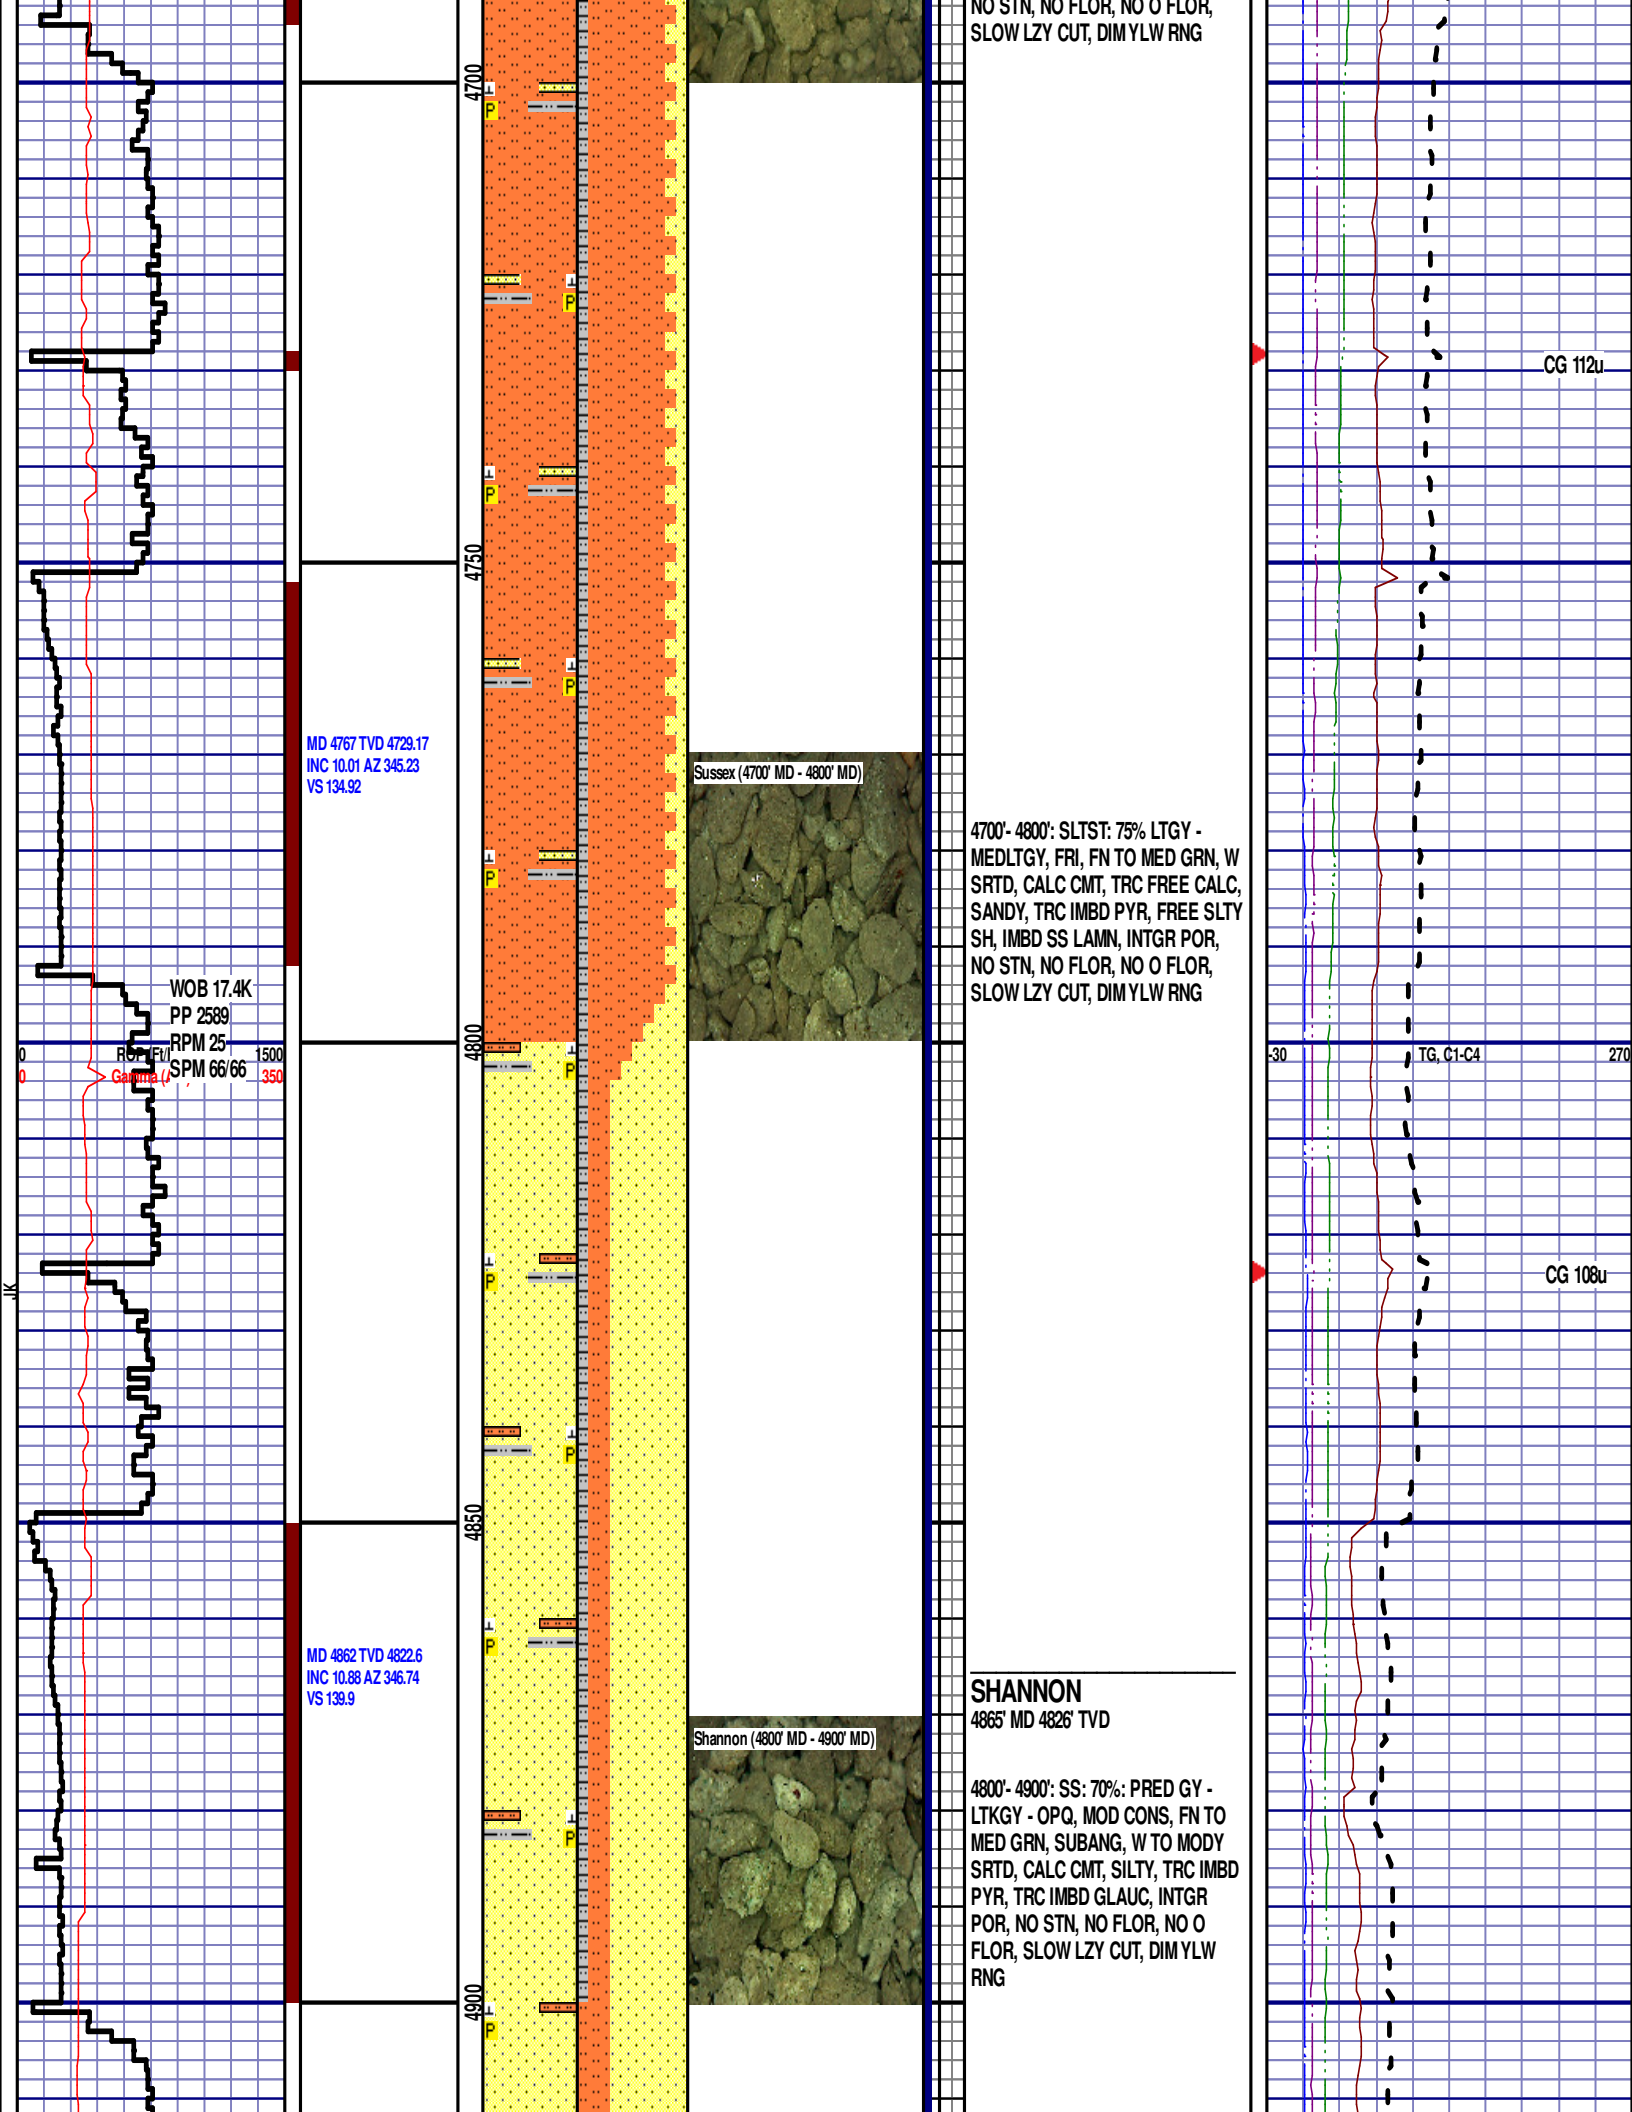 NO STN, NO FLOR, NO O FLOR,
SLOW LZY CUT, DIM YLW RNG
4700
P
P
CG 112u
P
4750
P
MD 4767 TVD 4729.17
INC 10.01 AZ 345.23
VS 134.92
Sussex (4700' MD - 4800' MD)
4700'- 4800': SLTST: 75% LTGY -
MEDLTGY, FRI, FN TO MED GRN, W
SRTD, CALC CMT, TRC FREE CALC,
SANDY, TRC IMBD PYR, FREE SLTY
SH, IMBD SS LAMN, INTGR POR,
NO STN, NO FLOR, NO O FLOR,
SLOW LZY CUT, DIM YLW RNG
P
WOB 17.4K
PP 2589
RPM 25
SPM 66/66
4800
0 ROP (Ft/ 1500
0 Gamma ( 350
P
-30 TG, C1-C4 270
JK
P
CG 108u
P
4850
P
MD 4862 TVD 4822.6
INC 10.88 AZ 346.74
VS 139.9
SHANNON
4865' MD 4826' TVD
Shannon (4800' MD - 4900' MD)
4800'- 4900': SS: 70%: PRED GY -
LTKGY - OPQ, MOD CONS, FN TO
MED GRN, SUBANG, W TO MODY
SRTD, CALC CMT, SILTY, TRC IMBD
PYR, TRC IMBD GLAUC, INTGR
POR, NO STN, NO FLOR, NO O
FLOR, SLOW LZY CUT, DIM YLW
RNG
P
4900
P